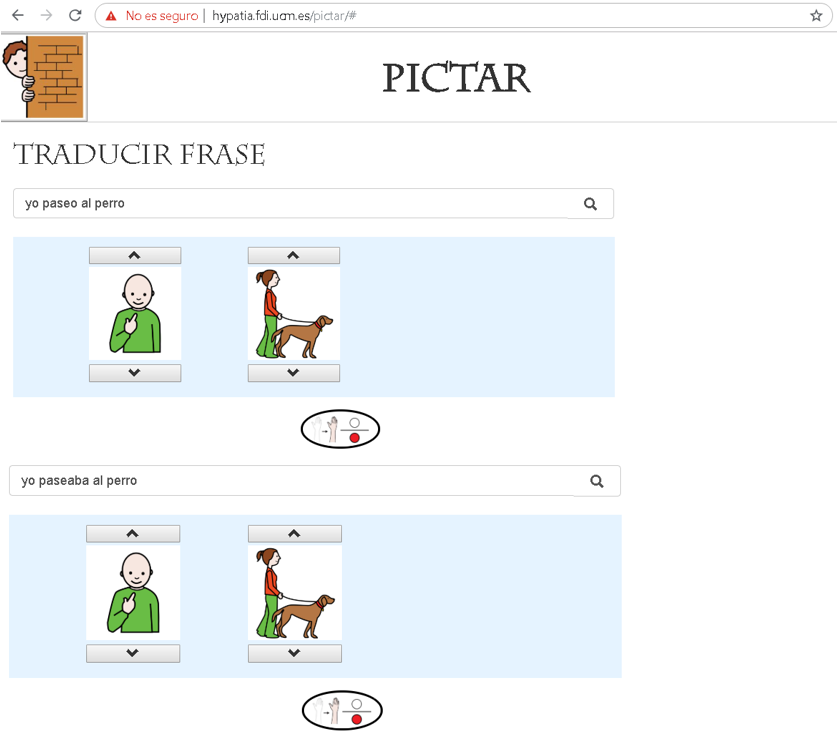 No es seguro | hypatia.fdi.ucm.es/pictar/#
PICTAR
TRADUCIR FRASE
yo paseo al perro
yo paseaba al perro